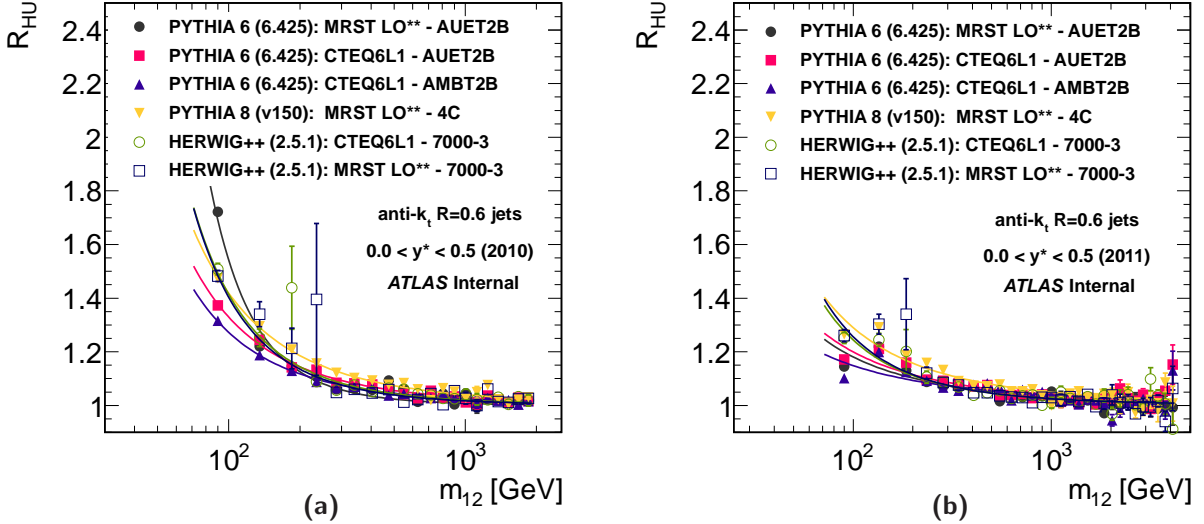 R_HU
2.4
2.2
2
1.8
1.6
1.4
1.2
1
PYTHIA 6 (6.425): MRST LO** - AUET2B
PYTHIA 6 (6.425): CTEQ6L1 - AUET2B
PYTHIA 6 (6.425): CTEQ6L1 - AMBT2B
PYTHIA 8 (v150): MRST LO** - 4C
HERWIG++ (2.5.1): CTEQ6L1 - 7000-3
HERWIG++ (2.5.1): MRST LO** - 7000-3
anti-k_t R=0.6 jets
0.0 < y* < 0.5 (2010)
ATLAS Internal
10^2 10^3
m_12 [GeV]
(a)
R_HU
2.4
2.2
2
1.8
1.6
1.4
1.2
1
PYTHIA 6 (6.425): MRST LO** - AUET2B
PYTHIA 6 (6.425): CTEQ6L1 - AUET2B
PYTHIA 6 (6.425): CTEQ6L1 - AMBT2B
PYTHIA 8 (v150): MRST LO** - 4C
HERWIG++ (2.5.1): CTEQ6L1 - 7000-3
HERWIG++ (2.5.1): MRST LO** - 7000-3
anti-k_t R=0.6 jets
0.0 < y* < 0.5 (2011)
ATLAS Internal
10^2 10^3
m_12 [GeV]
(b)